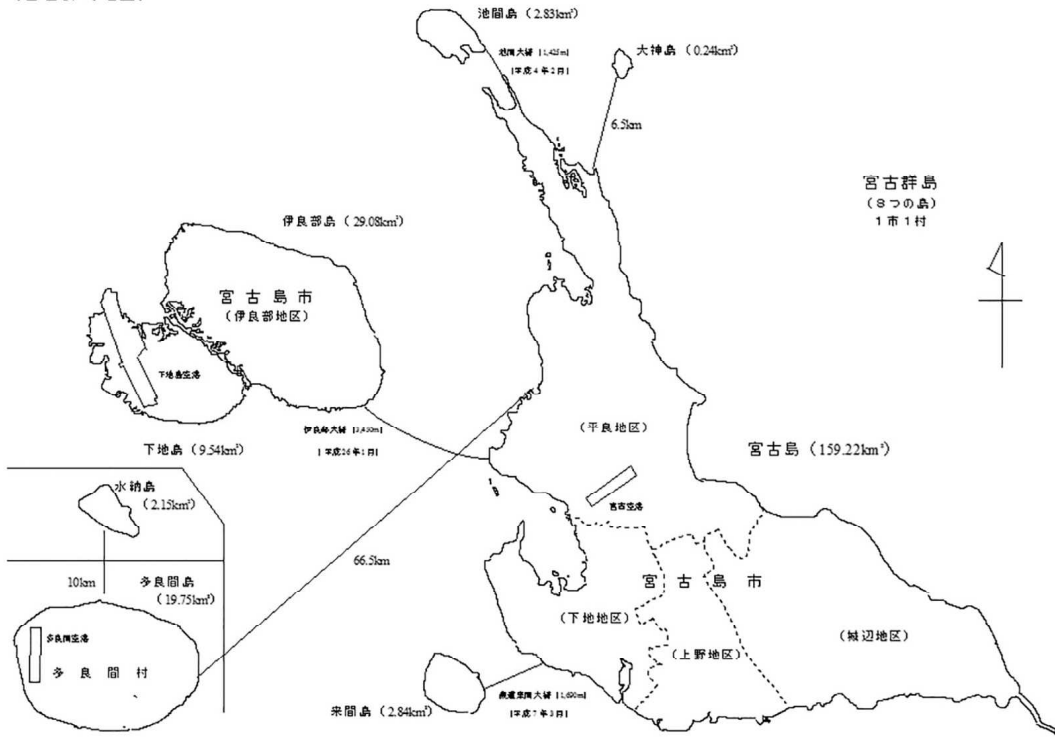 池間島 (2.83km²)
池間大橋 [1,425m]
[平成4年2月]
大神島 (0.24km²)
6.5km
宮古群島
(8つの島)
1市1村
伊良部島 (29.08km²)
宮古島市
(伊良部地区)
下地島空港
伊良部大橋
[平成26年1月]
下地島 (9.54km²)
(平良地区)
宮古島 (159.22km²)
宮古空港
水納島
(2.15km²)
66.5km
10km
多良間島
(19.75km²)
多良間空港
多良間村
宮古島市
(下地地区)
(上野地区)
(城辺地区)
来間島 (2.84km²)
農道来間大橋 [1,690m]
[平成7年3月]